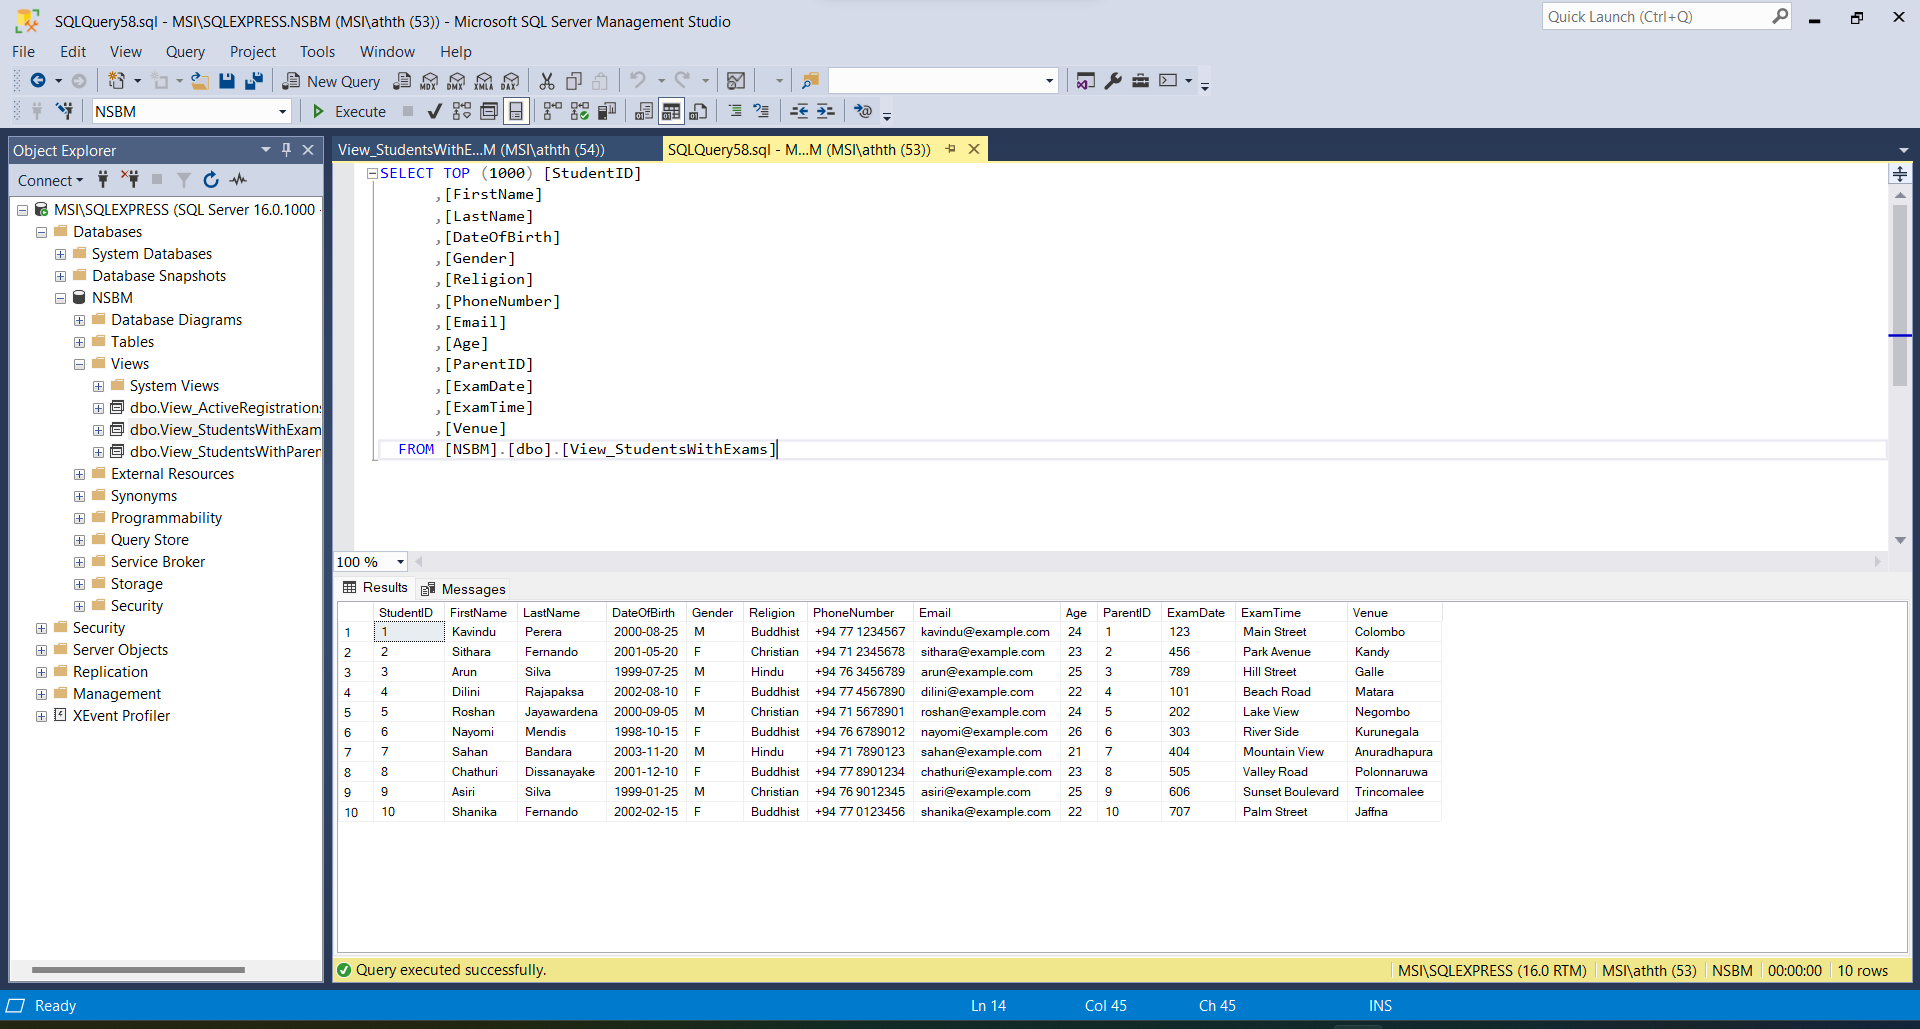 SQLQuery58.sql - MSI\SQLEXPRESS.NSBM (MSI\athth (53)) - Microsoft SQL Server Management Studio
Quick Launch (Ctrl+Q)
File Edit View Query Project Tools Window Help
New Query MDX DMX XMLA DAX
NSBM Execute
Object Explorer
Connect
MSI\SQLEXPRESS (SQL Server 16.0.1000 -
Databases
System Databases
Database Snapshots
NSBM
Database Diagrams
Tables
Views
System Views
dbo.View_ActiveRegistrations
dbo.View_StudentsWithExam
dbo.View_StudentsWithParen
External Resources
Synonyms
Programmability
Query Store
Service Broker
Storage
Security
Security
Server Objects
Replication
Management
XEvent Profiler
View_StudentsWithE...M (MSI\athth (54)) SQLQuery58.sql - M...M (MSI\athth (53))
SELECT TOP (1000) [StudentID]
,[FirstName]
,[LastName]
,[DateOfBirth]
,[Gender]
,[Religion]
,[PhoneNumber]
,[Email]
,[Age]
,[ParentID]
,[ExamDate]
,[ExamTime]
,[Venue]
FROM [NSBM].[dbo].[View_StudentsWithExams]
100 %
Results Messages
StudentID FirstName LastName DateOfBirth Gender Religion PhoneNumber Email Age ParentID ExamDate ExamTime Venue
1 1 Kavindu Perera 2000-08-25 M Buddhist +94 77 1234567 kavindu@example.com 24 1 123 Main Street Colombo
2 2 Sithara Fernando 2001-05-20 F Christian +94 71 2345678 sithara@example.com 23 2 456 Park Avenue Kandy
3 3 Arun Silva 1999-07-25 M Hindu +94 76 3456789 arun@example.com 25 3 789 Hill Street Galle
4 4 Dilini Rajapaksa 2002-08-10 F Buddhist +94 77 4567890 dilini@example.com 22 4 101 Beach Road Matara
5 5 Roshan Jayawardena 2000-09-05 M Christian +94 71 5678901 roshan@example.com 24 5 202 Lake View Negombo
6 6 Nayomi Mendis 1998-10-15 F Buddhist +94 76 6789012 nayomi@example.com 26 6 303 River Side Kurunegala
7 7 Sahan Bandara 2003-11-20 M Hindu +94 71 7890123 sahan@example.com 21 7 404 Mountain View Anuradhapura
8 8 Chathuri Dissanayake 2001-12-10 F Buddhist +94 77 8901234 chathuri@example.com 23 8 505 Valley Road Polonnaruwa
9 9 Asiri Silva 1999-01-25 M Christian +94 76 9012345 asiri@example.com 25 9 606 Sunset Boulevard Trincomalee
10 10 Shanika Fernando 2002-02-15 F Buddhist +94 77 0123456 shanika@example.com 22 10 707 Palm Street Jaffna
Query executed successfully. MSI\SQLEXPRESS (16.0 RTM) MSI\athth (53) NSBM 00:00:00 10 rows
Ready Ln 14 Col 45 Ch 45 INS